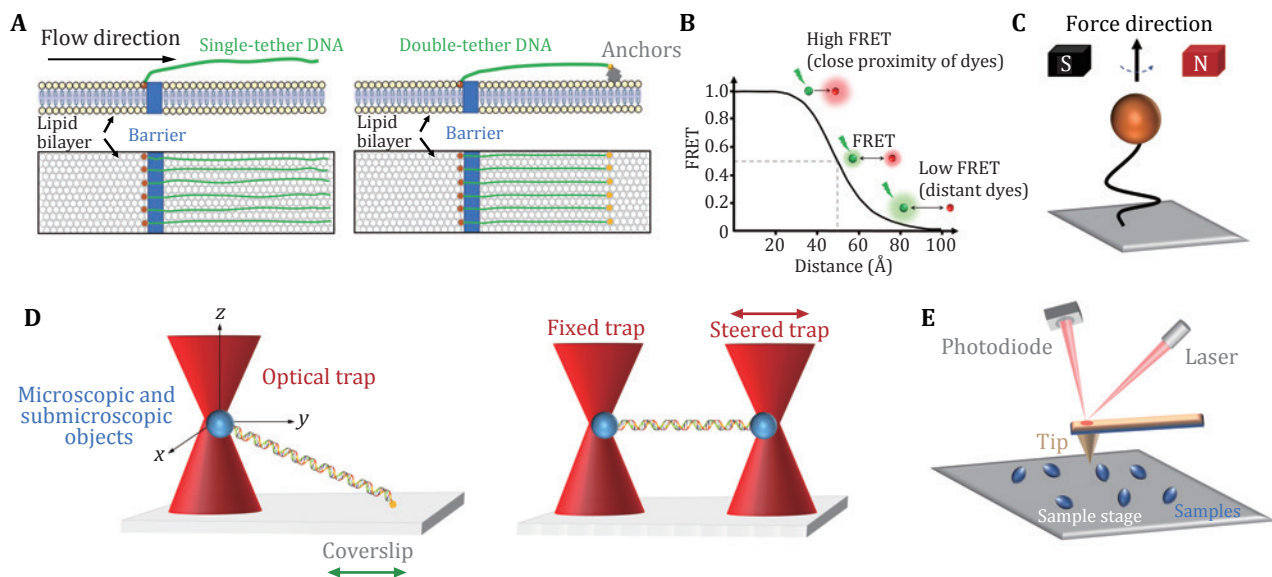 A
Flow direction
Single-tether DNA
Double-tether DNA
Anchors
Lipid
bilayer
Barrier
Lipid
bilayer
Barrier
B
High FRET
(close proximity of dyes)
FRET
Low FRET
(distant dyes)
FRET
1.0
0.8
0.6
0.4
0.2
0
20
40
60
80
100
Distance (Å)
C
Force direction
S
N
D
z
y
x
Optical trap
Microscopic and
submicroscopic
objects
Coverslip
Fixed trap
Steered trap
E
Photodiode
Laser
Tip
Sample stage
Samples